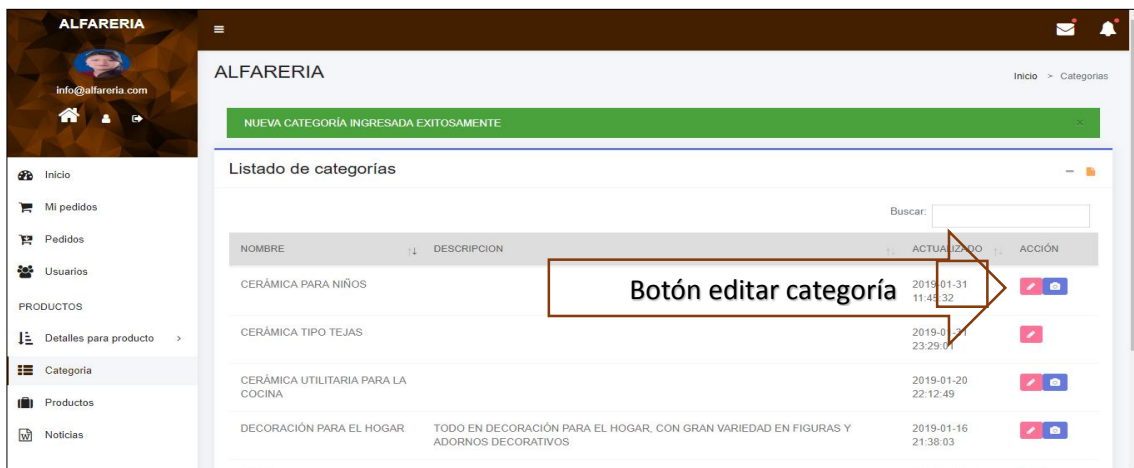 ALFARERIA
info@alfareria.com
ALFARERIA
Inicio > Categorias
NUEVA CATEGORÍA INGRESADA EXITOSAMENTE ×
Inicio
Mi pedidos
Pedidos
Usuarios
PRODUCTOS
Detalles para producto >
Categoria
Productos
Noticias
Listado de categorías
Buscar:
NOMBRE DESCRIPCION ACTUALIZADO ACCIÓN
CERÁMICA PARA NIÑOS 2019-01-31
11:45:32
Botón editar categoría
CERÁMICA TIPO TEJAS 2019-01-31
23:29:01
CERÁMICA UTILITARIA PARA LA 2019-01-20
COCINA 22:12:49
DECORACIÓN PARA EL HOGAR TODO EN DECORACIÓN PARA EL HOGAR, CON GRAN VARIEDAD EN FIGURAS Y 2019-01-16
ADORNOS DECORATIVOS 21:38:03